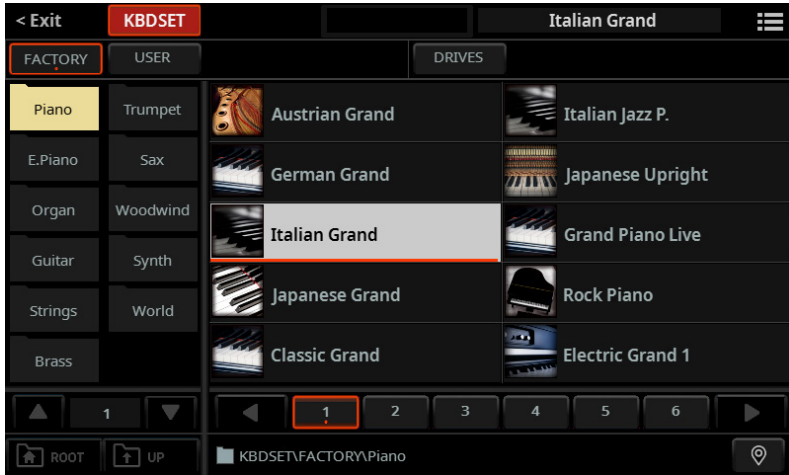 < Exit KBDSET Italian Grand
FACTORY USER DRIVES
Piano Trumpet Austrian Grand Italian Jazz P.
E.Piano Sax German Grand Japanese Upright
Organ Woodwind Italian Grand Grand Piano Live
Guitar Synth Japanese Grand Rock Piano
Strings World Classic Grand Electric Grand 1
Brass
1 1 2 3 4 5 6
ROOT UP KBDSET\FACTORY\Piano